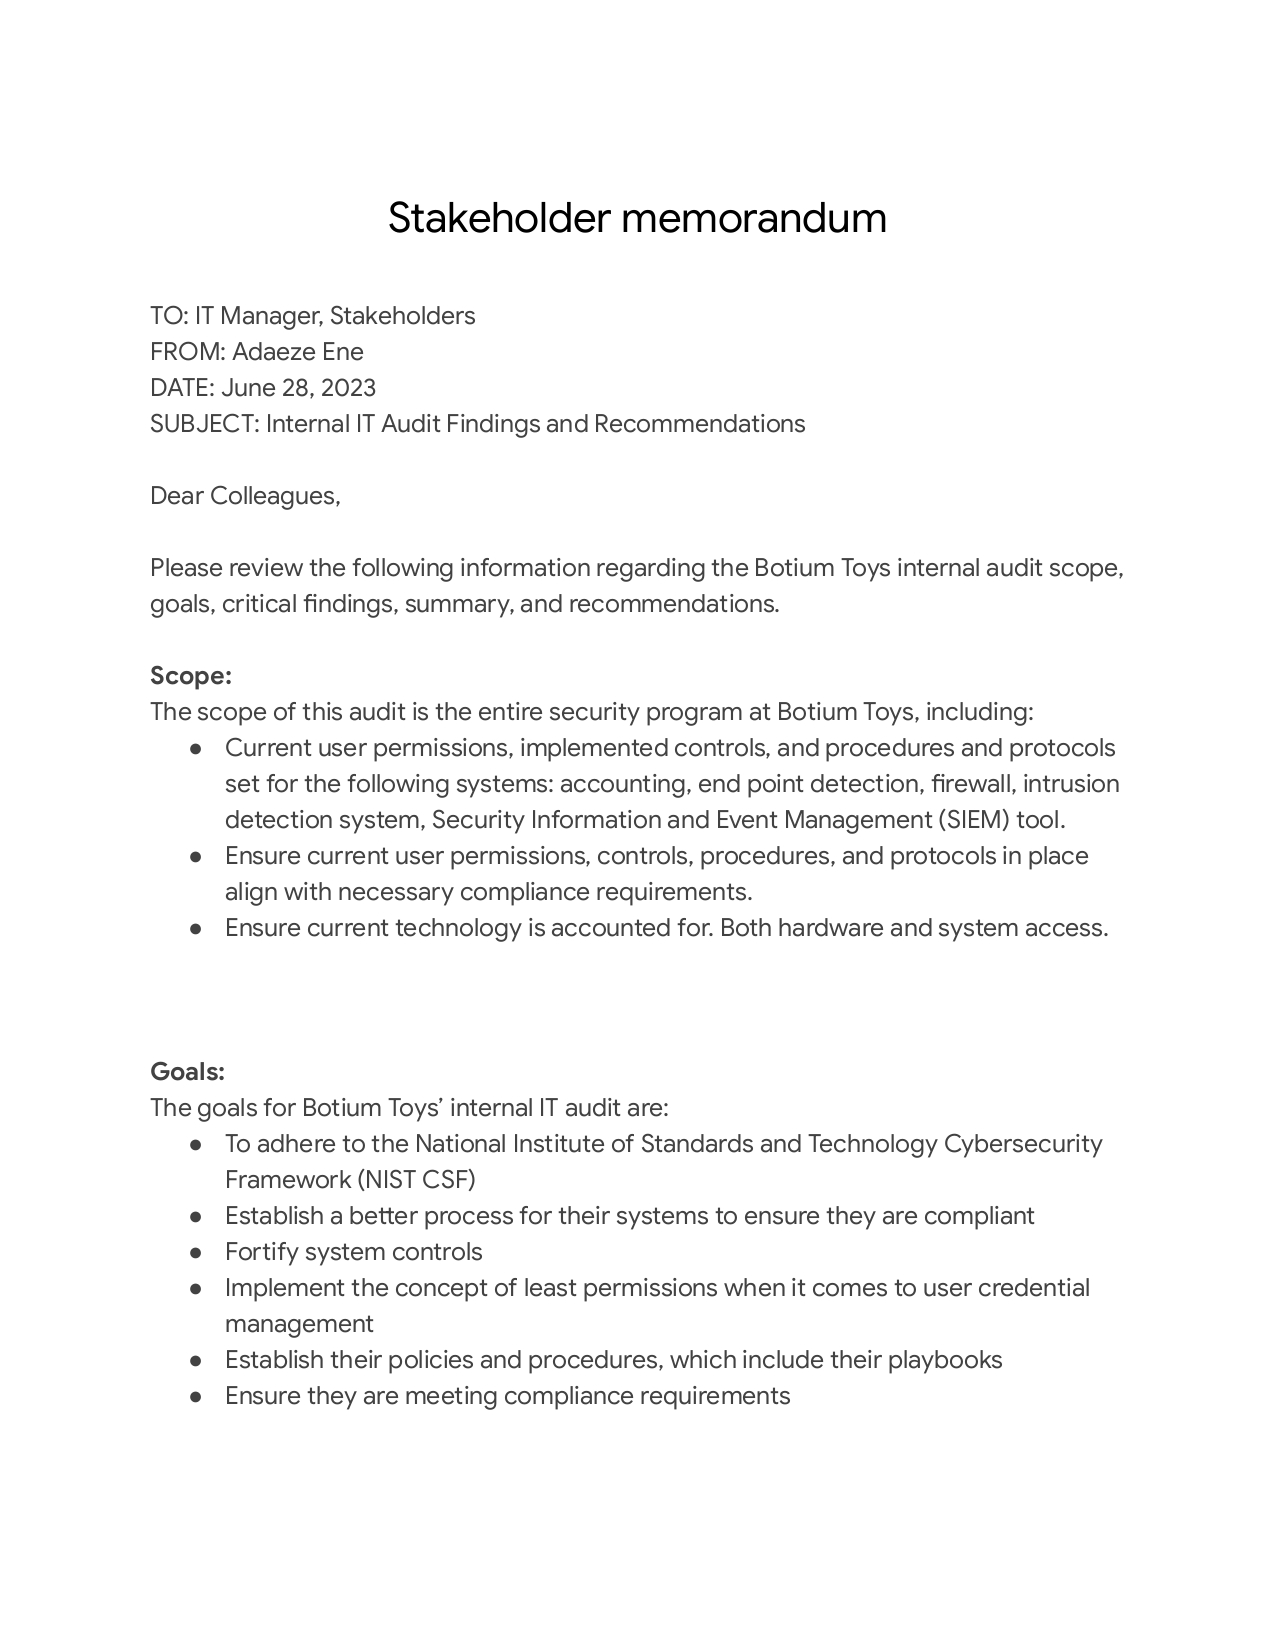 Stakeholder memorandum
TO: IT Manager, Stakeholders
FROM: Adaeze Ene
DATE: June 28, 2023
SUBJECT: Internal IT Audit Findings and Recommendations
Dear Colleagues,
Please review the following information regarding the Botium Toys internal audit scope,
goals, critical findings, summary, and recommendations.
Scope:
The scope of this audit is the entire security program at Botium Toys, including:
● Current user permissions, implemented controls, and procedures and protocols
set for the following systems: accounting, end point detection, firewall, intrusion
detection system, Security Information and Event Management (SIEM) tool.
● Ensure current user permissions, controls, procedures, and protocols in place
align with necessary compliance requirements.
● Ensure current technology is accounted for. Both hardware and system access.
Goals:
The goals for Botium Toys’ internal IT audit are:
● To adhere to the National Institute of Standards and Technology Cybersecurity
Framework (NIST CSF)
● Establish a better process for their systems to ensure they are compliant
● Fortify system controls
● Implement the concept of least permissions when it comes to user credential
management
● Establish their policies and procedures, which include their playbooks
● Ensure they are meeting compliance requirements